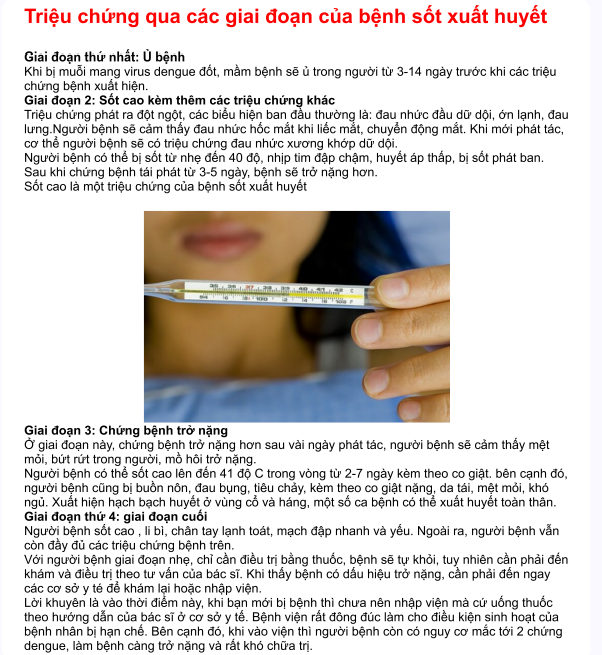 Triệu chứng qua các giai đoạn của bệnh sốt xuất huyết
Giai đoạn thứ nhất: Ủ bệnh
Khi bị muỗi mang virus dengue đốt, mầm bệnh sẽ ủ trong người từ 3-14 ngày trước khi các triệu
chứng bệnh xuất hiện.
Giai đoạn 2: Sốt cao kèm thêm các triệu chứng khác
Triệu chứng phát ra đột ngột, các biểu hiện ban đầu thường là: đau nhức đầu dữ dội, ớn lạnh, đau
lưng.Người bệnh sẽ cảm thấy đau nhức hốc mắt khi liếc mắt, chuyển động mắt. Khi mới phát tác,
cơ thể người bệnh sẽ có triệu chứng đau nhức xương khớp dữ dội.
Người bệnh có thể bị sốt từ nhẹ đến 40 độ, nhịp tim đập chậm, huyết áp thấp, bị sốt phát ban.
Sau khi chứng bệnh tái phát từ 3-5 ngày, bệnh sẽ trở nặng hơn.
Sốt cao là một triệu chứng của bệnh sốt xuất huyết
Giai đoạn 3: Chứng bệnh trở nặng
Ở giai đoạn này, chứng bệnh trở nặng hơn sau vài ngày phát tác, người bệnh sẽ cảm thấy mệt
mỏi, bứt rứt trong người, mồ hôi trở nặng.
Người bệnh có thể sốt cao lên đến 41 độ C trong vòng từ 2-7 ngày kèm theo co giật. bên cạnh đó,
người bệnh cũng bị buồn nôn, đau bụng, tiêu chảy, kèm theo co giật nặng, da tái, mệt mỏi, khó
ngủ. Xuất hiện hạch bạch huyết ở vùng cổ và háng, một số ca bệnh có thể xuất huyết toàn thân.
Giai đoạn thứ 4: giai đoạn cuối
Người bệnh sốt cao , li bì, chân tay lạnh toát, mạch đập nhanh và yếu. Ngoài ra, người bệnh vẫn
còn đầy đủ các triệu chứng bệnh trên.
Với người bệnh giai đoạn nhẹ, chỉ cần điều trị bằng thuốc, bệnh sẽ tự khỏi, tuy nhiên cần phải đến
khám và điều trị theo tư vấn của bác sĩ. Khi thấy bệnh có dấu hiệu trở nặng, cần phải đến ngay
các cơ sở y té để khám lại hoặc nhập viện.
Lời khuyên là vào thời điểm này, khi bạn mới bị bệnh thì chưa nên nhập viện mà cứ uống thuốc
theo hướng dẫn của bác sĩ ở cơ sở y tế. Bệnh viện rất đông đúc làm cho điều kiện sinh hoạt của
bệnh nhân bị hạn chế. Bên cạnh đó, khi vào viện thì người bệnh còn có nguy cơ mắc tới 2 chứng
dengue, làm bệnh càng trở nặng và rất khó chữa trị.